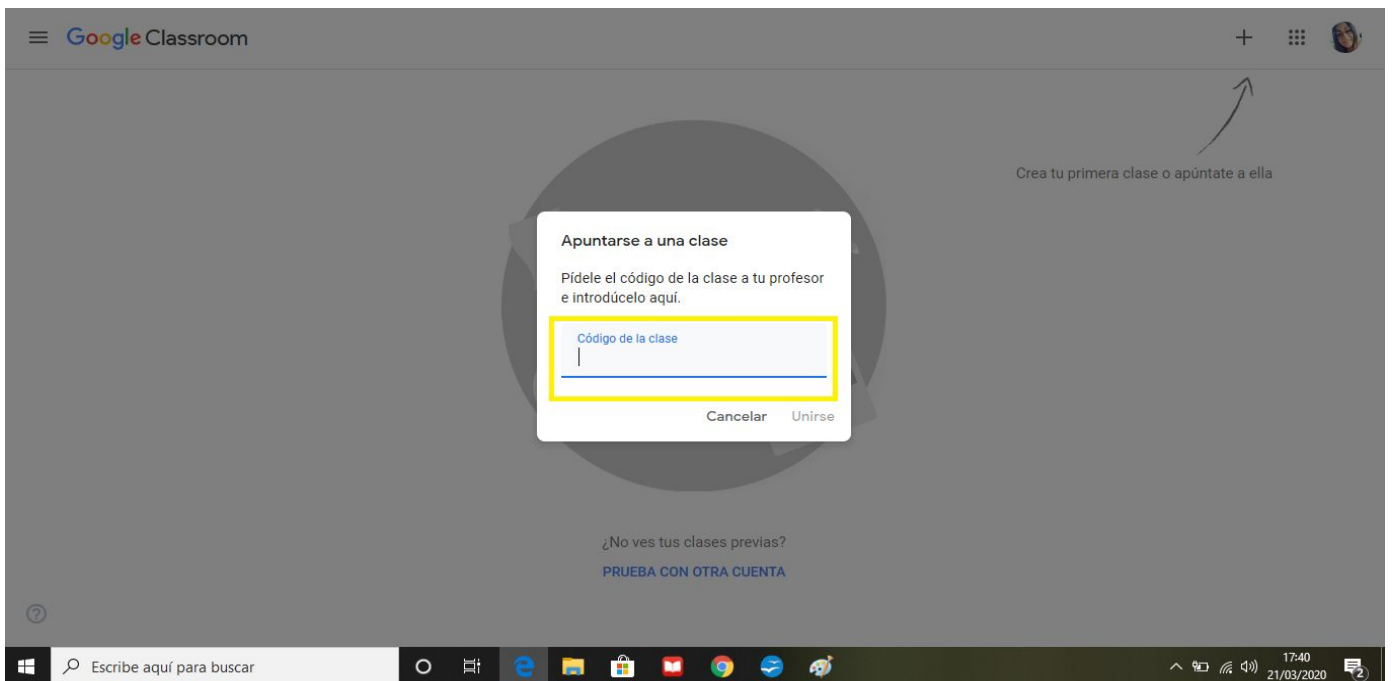 Google Classroom
Crea tu primera clase o apúntate a ella
Apuntarse a una clase
Pídele el código de la clase a tu profesor
e introdúcelo aquí.
Código de la clase
Cancelar Unirse
¿No ves tus clases previas?
PRUEBA CON OTRA CUENTA
Escribe aquí para buscar
17:40
21/03/2020
2